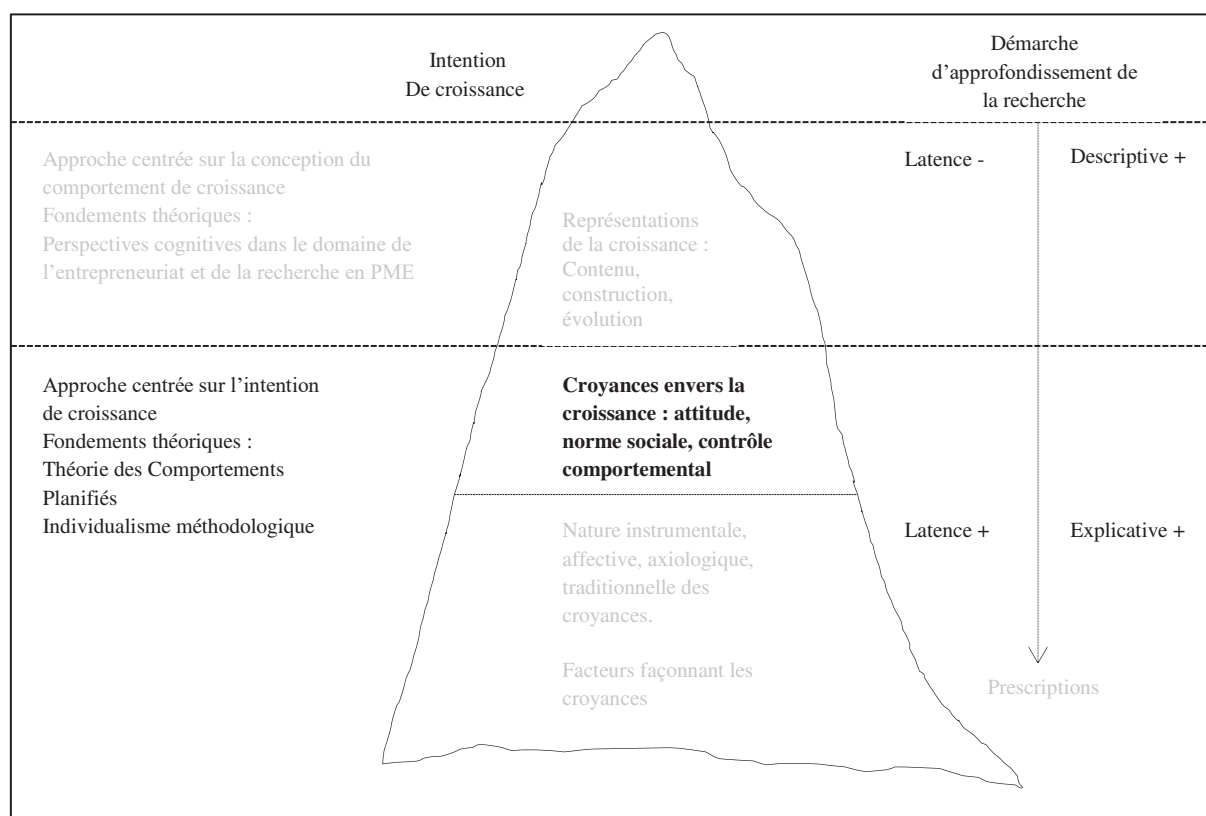 Intention
De croissance
Démarche
d'approfondissement de
la recherche
Approche centrée sur la conception du
comportement de croissance
Fondements théoriques :
Perspectives cognitives dans le domaine de
l'entrepreneuriat et de la recherche en PME
Représentations
de la croissance :
Contenu,
construction,
évolution
Latence -
Descriptive +
Approche centrée sur l'intention
de croissance
Fondements théoriques :
Théorie des Comportements
Planifiés
Individualisme méthodologique
Croyances envers la
croissance : attitude,
norme sociale, contrôle
comportemental
Nature instrumentale,
affective, axiologique,
traditionnelle des
croyances.
Facteurs façonnant les
croyances
Latence +
Explicative +
Prescriptions